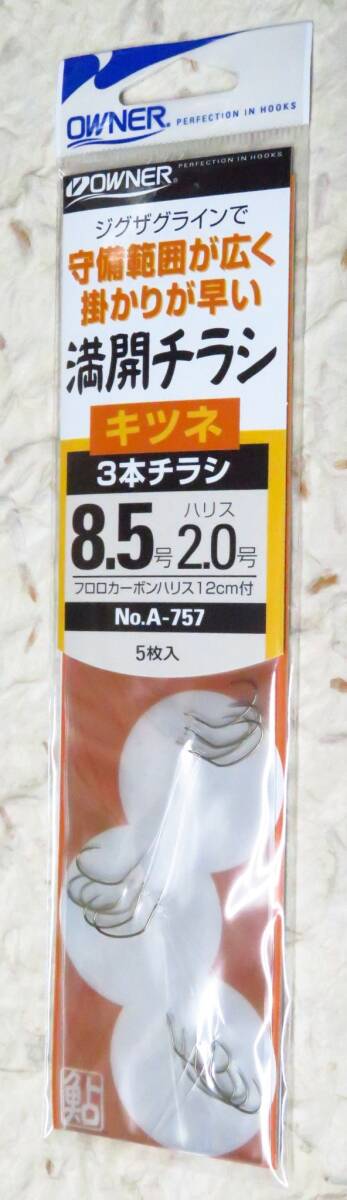 OWNER. PERFECTION IN HOOKS
PERFECTION IN HOOKS
OWNER®
ジグザグラインで
守備範囲が広く
掛かりが早い
満開チラシ
キツネ
3本チラシ
8.5号 ハリス 2.0号
フロロカーボンハリス12cm付
No.A-757
5枚入
鮎